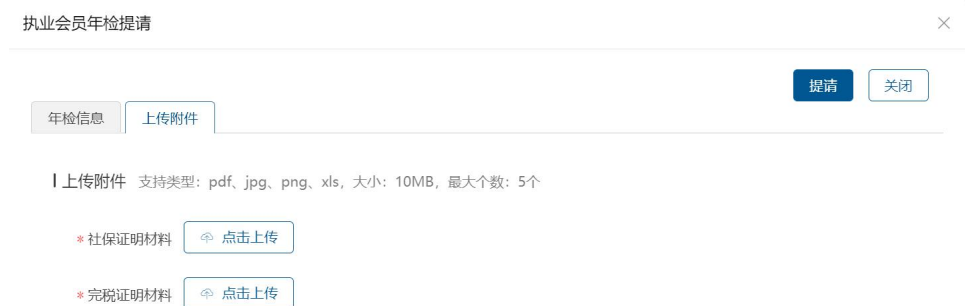 执业会员年检提请
提请 关闭
年检信息 上传附件
上传附件 支持类型：pdf、jpg、png、xls，大小：10MB，最大个数：5个
*社保证明材料 点击上传
*完税证明材料 点击上传